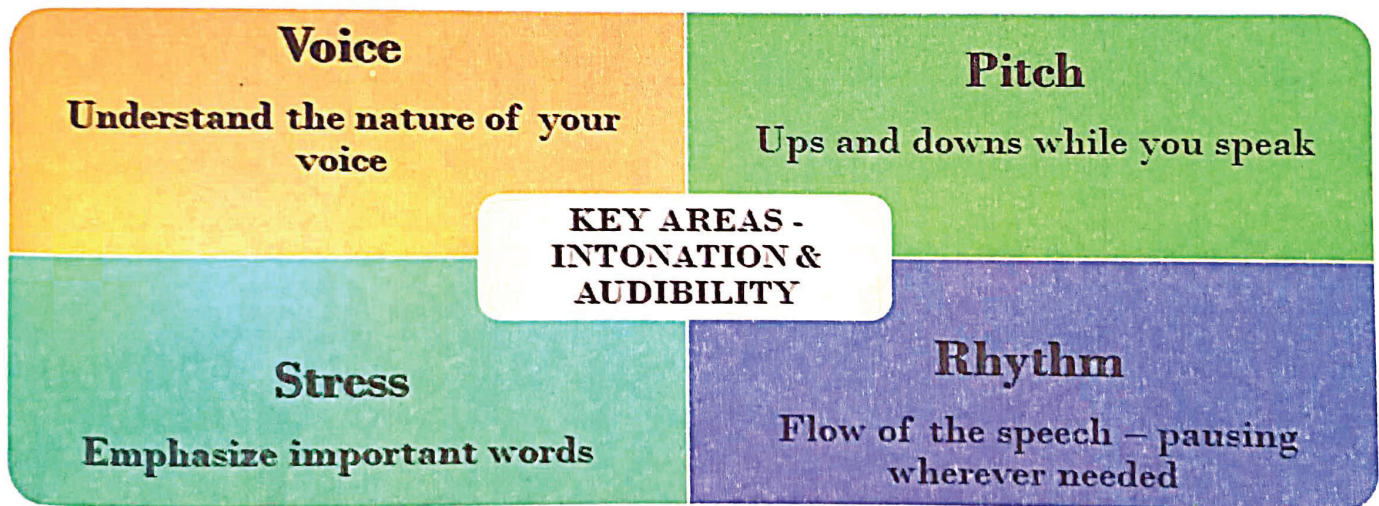 Voice
Understand the nature of your
voice
Pitch
Ups and downs while you speak
KEY AREAS -
INTONATION &
AUDIBILITY
Stress
Emphasize important words
Rhythm
Flow of the speech – pausing
wherever needed